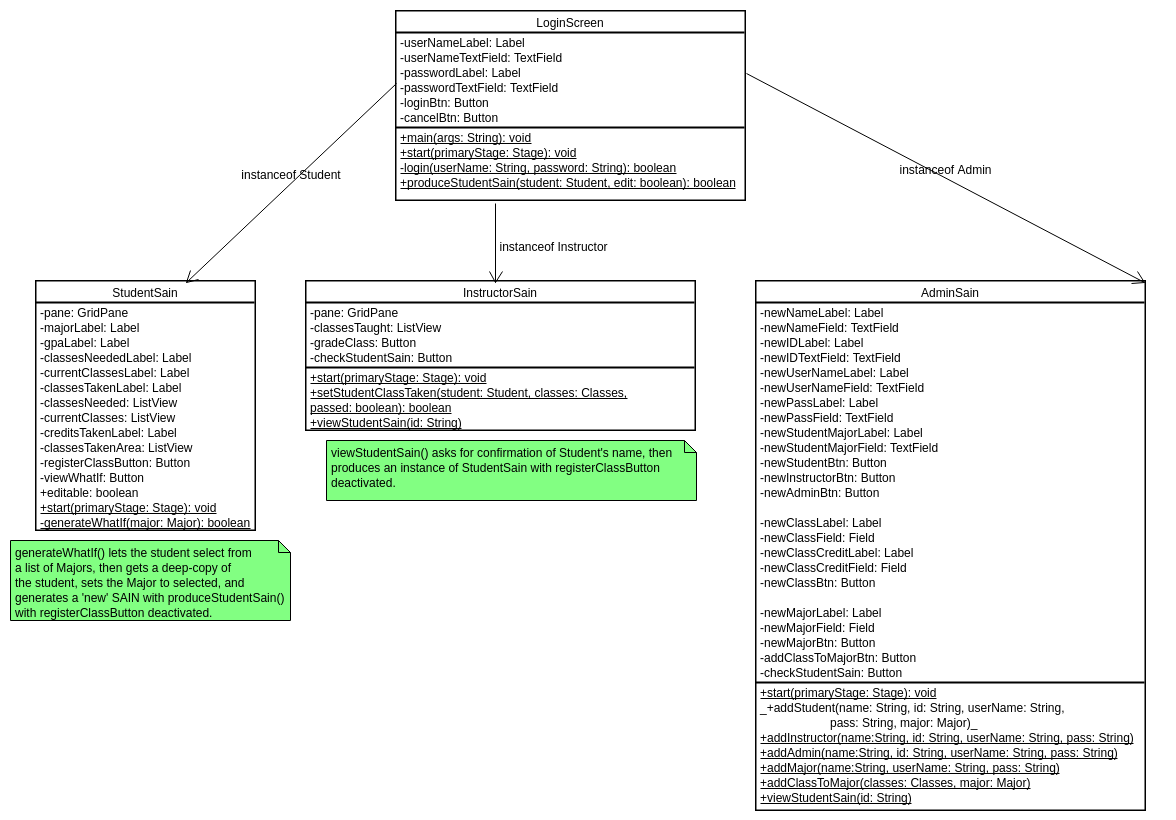 LoginScreen
-userNameLabel: Label
-userNameTextField: TextField
-passwordLabel: Label
-passwordTextField: TextField
-loginBtn: Button
-cancelBtn: Button
+main(args: String): void
+start(primaryStage: Stage): void
-login(userName: String, password: String): boolean
+produceStudentSain(student: Student, edit: boolean): boolean
instanceof Student
instanceof Instructor
instanceof Admin
StudentSain
-pane: GridPane
-majorLabel: Label
-gpaLabel: Label
-classesNeededLabel: Label
-currentClassesLabel: Label
-classesTakenLabel: Label
-classesNeeded: ListView
-currentClasses: ListView
-creditsTakenLabel: Label
-classesTakenArea: ListView
-registerClassButton: Button
-viewWhatIf: Button
+editable: boolean
+start(primaryStage: Stage): void
-generateWhatIf(major: Major): boolean
generateWhatIf() lets the student select from
a list of Majors, then gets a deep-copy of
the student, sets the Major to selected, and
generates a 'new' SAIN with produceStudentSain()
with registerClassButton deactivated.
InstructorSain
-pane: GridPane
-classesTaught: ListView
-gradeClass: Button
-checkStudentSain: Button
+start(primaryStage: Stage): void
+setStudentClassTaken(student: Student, classes: Classes,
passed: boolean): boolean
+viewStudentSain(id: String)
viewStudentSain() asks for confirmation of Student's name, then
produces an instance of StudentSain with registerClassButton
deactivated.
AdminSain
-newNameLabel: Label
-newNameField: TextField
-newIDLabel: Label
-newIDTextField: TextField
-newUserNameLabel: Label
-newUserNameField: TextField
-newPassLabel: Label
-newPassField: TextField
-newStudentMajorLabel: Label
-newStudentMajorField: TextField
-newStudentBtn: Button
-newInstructorBtn: Button
-newAdminBtn: Button
-newClassLabel: Label
-newClassField: Field
-newClassCreditLabel: Label
-newClassCreditField: Field
-newClassBtn: Button
-newMajorLabel: Label
-newMajorField: Field
-newMajorBtn: Button
-addClassToMajorBtn: Button
-checkStudentSain: Button
+start(primaryStage: Stage): void
_+addStudent(name: String, id: String, userName: String,
pass: String, major: Major)_
+addInstructor(name:String, id: String, userName: String, pass: String)
+addAdmin(name:String, id: String, userName: String, pass: String)
+addMajor(name:String, userName: String, pass: String)
+addClassToMajor(classes: Classes, major: Major)
+viewStudentSain(id: String)